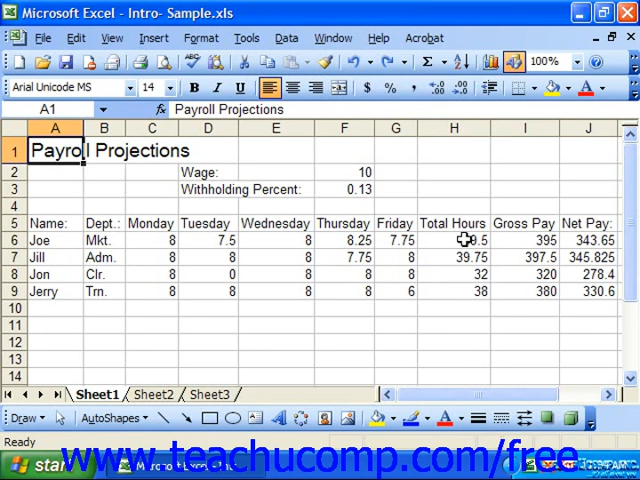 Microsoft Excel - Intro- Sample.xls
File Edit View Insert Format Tools Data Window Help Acrobat
100%
Arial Unicode MS 14 B I U $ % ,
A1 fx Payroll Projections
A B C D E F G H I J
1 Payroll Projections
2 Wage: 10
3 Withholding Percent: 0.13
4
5 Name: Dept.: Monday Tuesday Wednesday Thursday Friday Total Hours Gross Pay Net Pay:
6 Joe Mkt. 8 7.5 8 8.25 7.75 9.5 395 343.65
7 Jill Adm. 8 8 8 7.75 8 39.75 397.5 345.825
8 Jon Clr. 8 0 8 8 8 32 320 278.4
9 Jerry Trn. 8 8 8 8 6 38 380 330.6
10
11
12
13
14
Sheet1 Sheet2 Sheet3
Draw AutoShapes
Ready
start Microsoft Excel
www.teachucomp.com/free